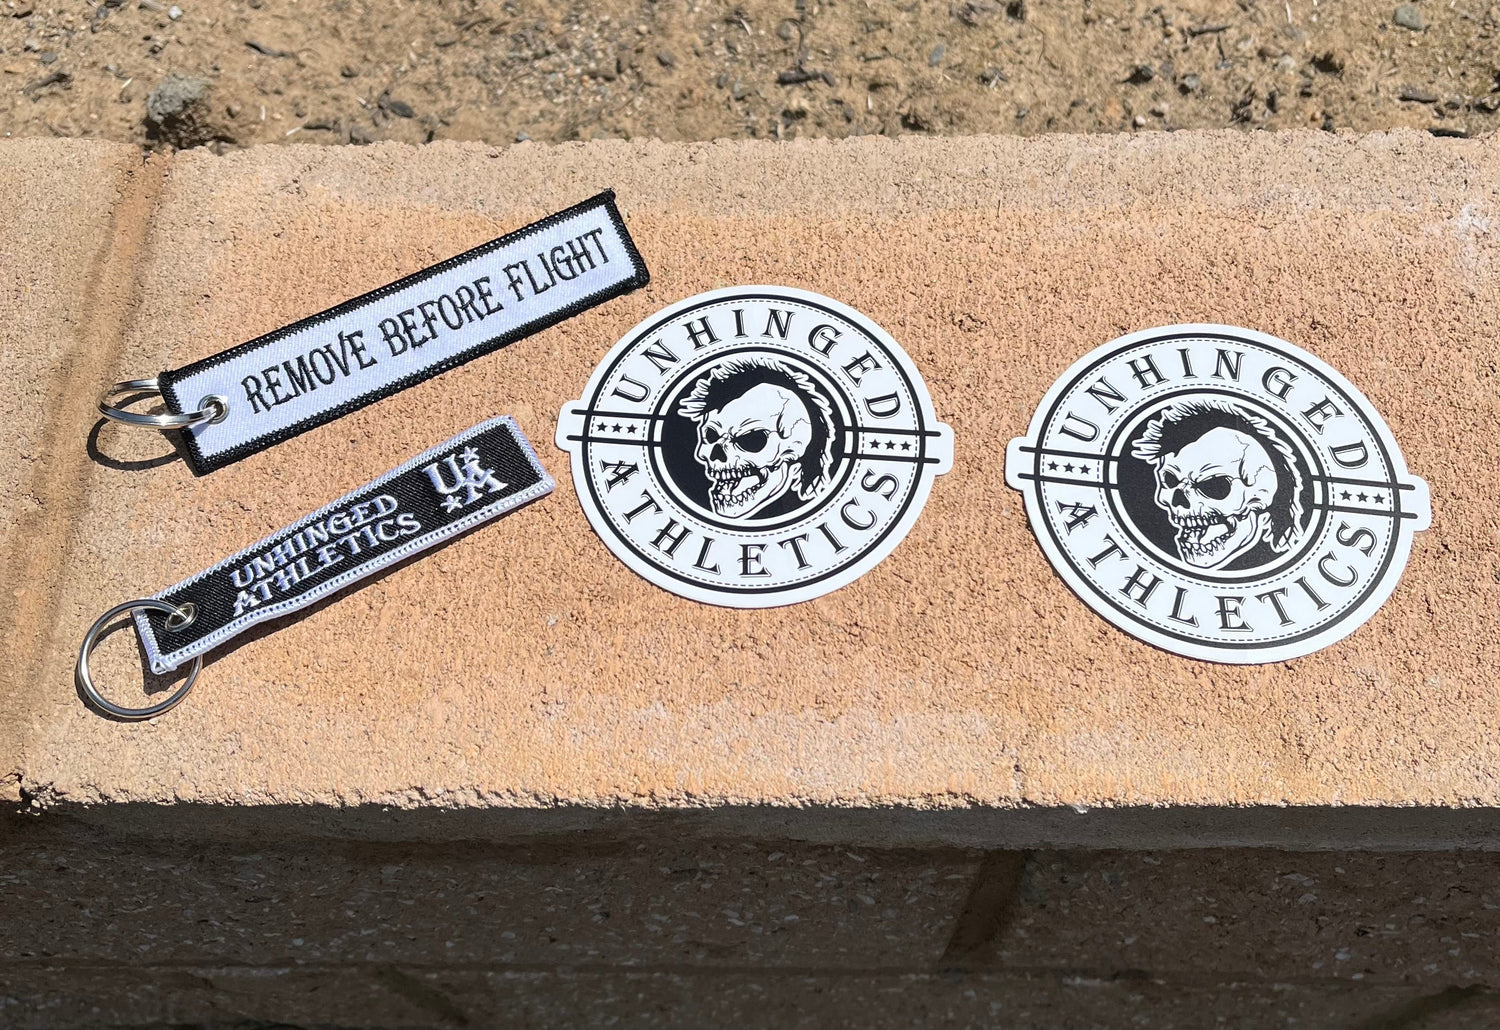 REMOVE BEFORE FLIGHT
UNHINGED
ATHLETICS
UA
UNHINGED
ATHLETICS
UNHINGED
ATHLETICS